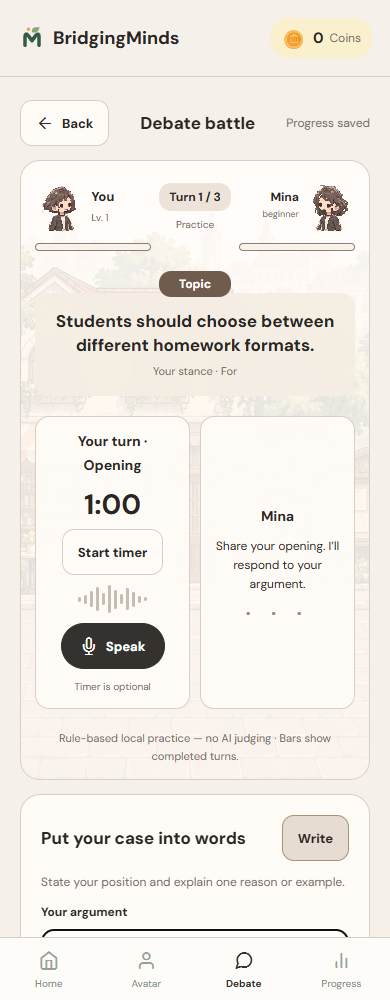 BridgingMinds
0 Coins
Back
Debate battle
Progress saved
You
Lv. 1
Turn 1 / 3
Practice
Mina
beginner
Topic
Students should choose between
different homework formats.
Your stance · For
Your turn ·
Opening
1:00
Start timer
Speak
Timer is optional
Mina
Share your opening. I'll
respond to your
argument.
Rule-based local practice — no AI judging · Bars show
completed turns.
Put your case into words
Write
State your position and explain one reason or example.
Your argument
Home
Avatar
Debate
Progress